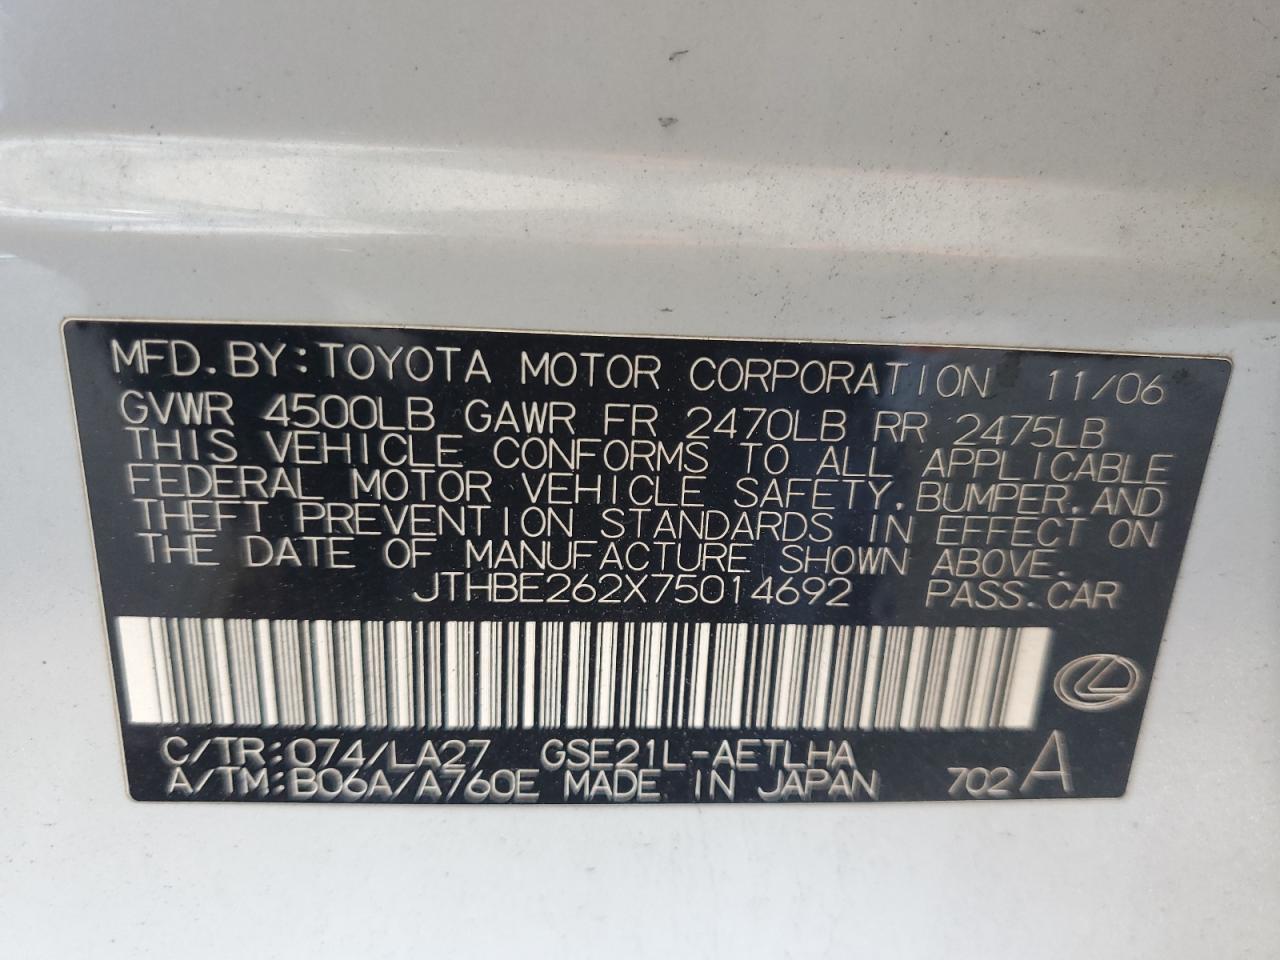 MFD. BY: TOYOTA MOTOR CORPORATION 11/06
GVWR 4500LB GAWR FR 2470LB RR 2475LB
THIS VEHICLE CONFORMS TO ALL APPLICABLE
FEDERAL MOTOR VEHICLE SAFETY, BUMPER, AND
THEFT PREVENTION STANDARDS IN EFFECT ON
THE DATE OF MANUFACTURE SHOWN ABOVE.
JTHBE262X75014692 PASS. CAR
C/TR: 074/LA27 GSE21L-AETLHA
A/TM: B06A/A760E MADE IN JAPAN 702 A